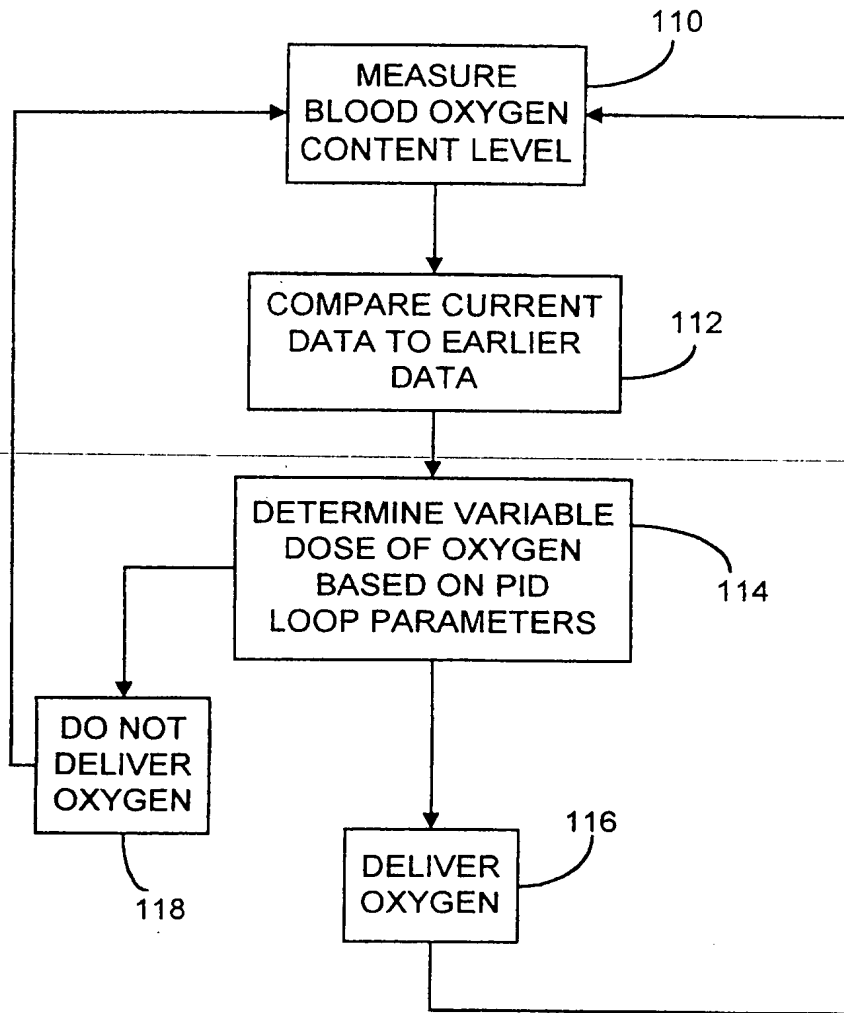 110
MEASURE
BLOOD OXYGEN
CONTENT LEVEL
COMPARE CURRENT
DATA TO EARLIER
DATA
112
DETERMINE VARIABLE
DOSE OF OXYGEN
BASED ON PID
LOOP PARAMETERS
114
DO NOT
DELIVER
OXYGEN
118
DELIVER
OXYGEN
116